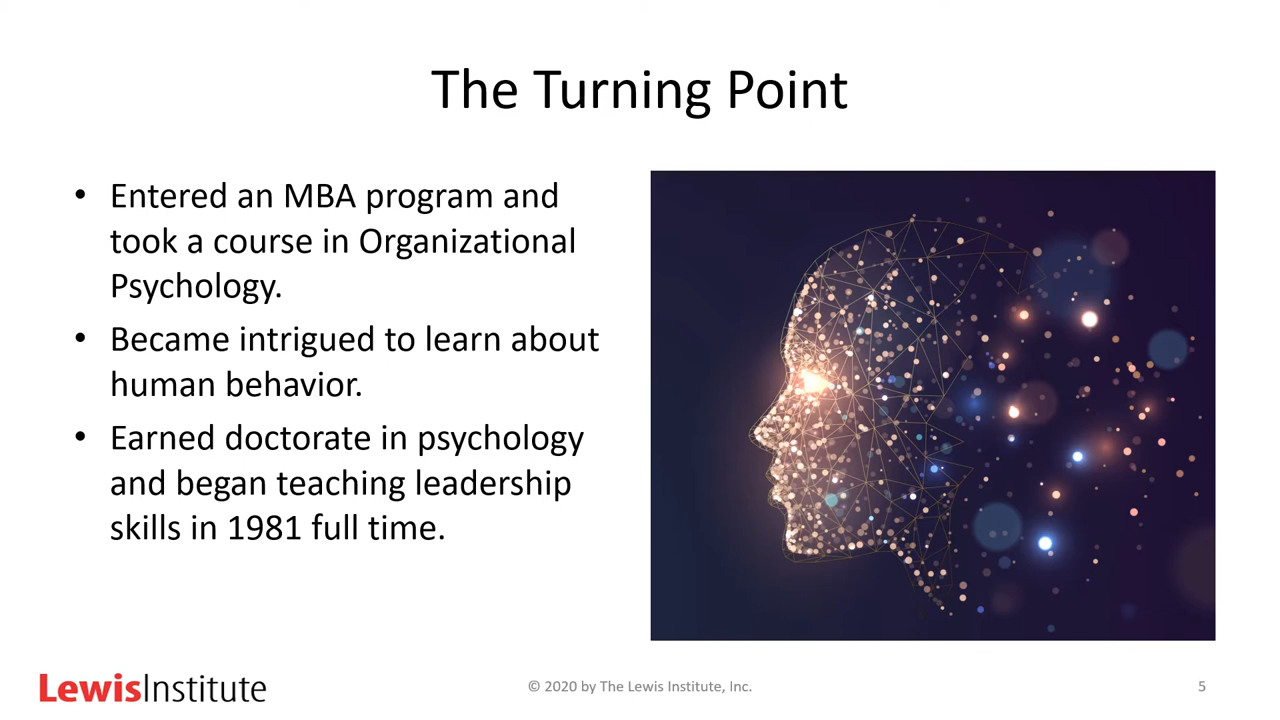 The Turning Point
• Entered an MBA program and
took a course in Organizational
Psychology.
• Became intrigued to learn about
human behavior.
• Earned doctorate in psychology
and began teaching leadership
skills in 1981 full time.
LewisInstitute
© 2020 by The Lewis Institute, Inc.
5